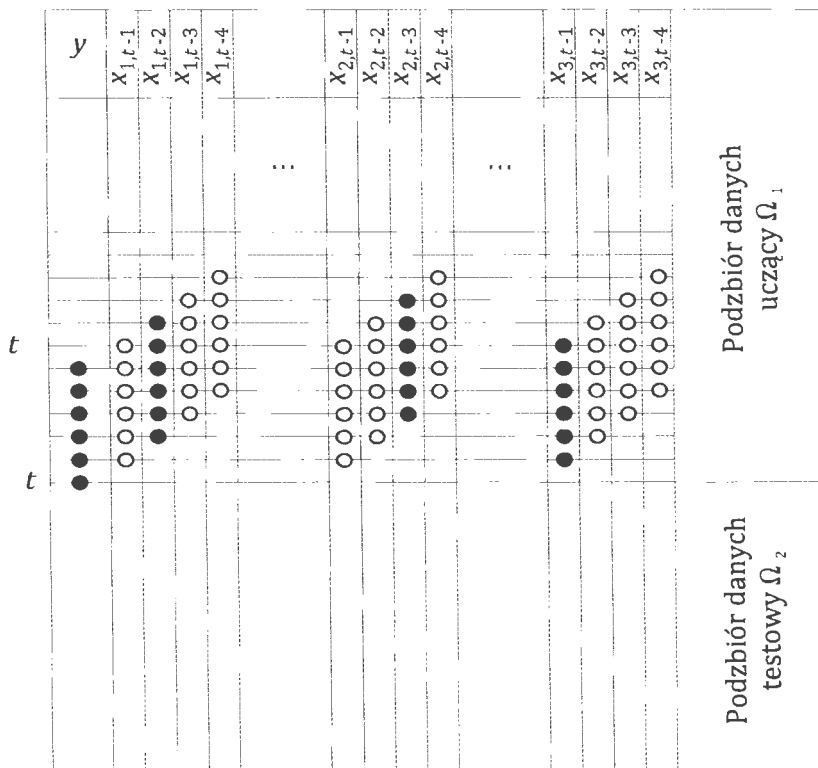 y
X1,t-1
X1,t-2
X1,t-3
X1,t-4
X2,t-1
X2,t-2
X2,t-3
X2,t-4
X3,t-1
X3,t-2
X3,t-3
X3,t-4
...
...
t
t
Podzbiór danych
uczący Ω1
Podzbiór danych
testowy Ω2